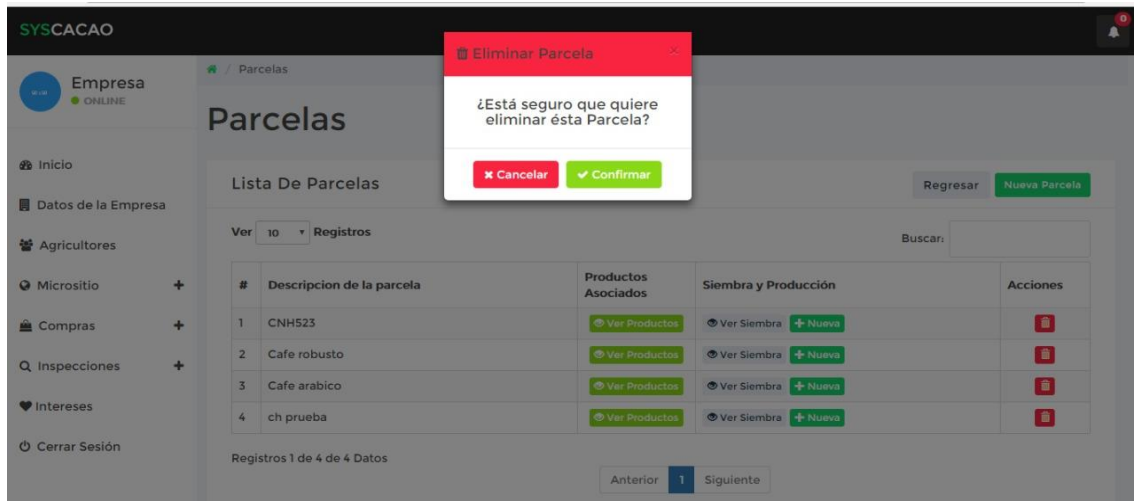 SYSCACAO
0
Empresa
ONLINE
Inicio
Datos de la Empresa
Agricultores
Micrositio +
Compras +
Inspecciones +
Intereses
Cerrar Sesión
/ Parcelas
Parcelas
Eliminar Parcela ×
¿Está seguro que quiere
eliminar ésta Parcela?
Cancelar Confirmar
Lista De Parcelas Regresar Nueva Parcela
Ver 10 Registros Buscar:
# Descripcion de la parcela Productos Asociados Siembra y Producción Acciones
1 CNH523 Ver Productos Ver Siembra + Nueva
2 Cafe robusto Ver Productos Ver Siembra + Nueva
3 Cafe arabico Ver Productos Ver Siembra + Nueva
4 ch prueba Ver Productos Ver Siembra + Nueva
Registros 1 de 4 de 4 Datos
Anterior 1 Siguiente